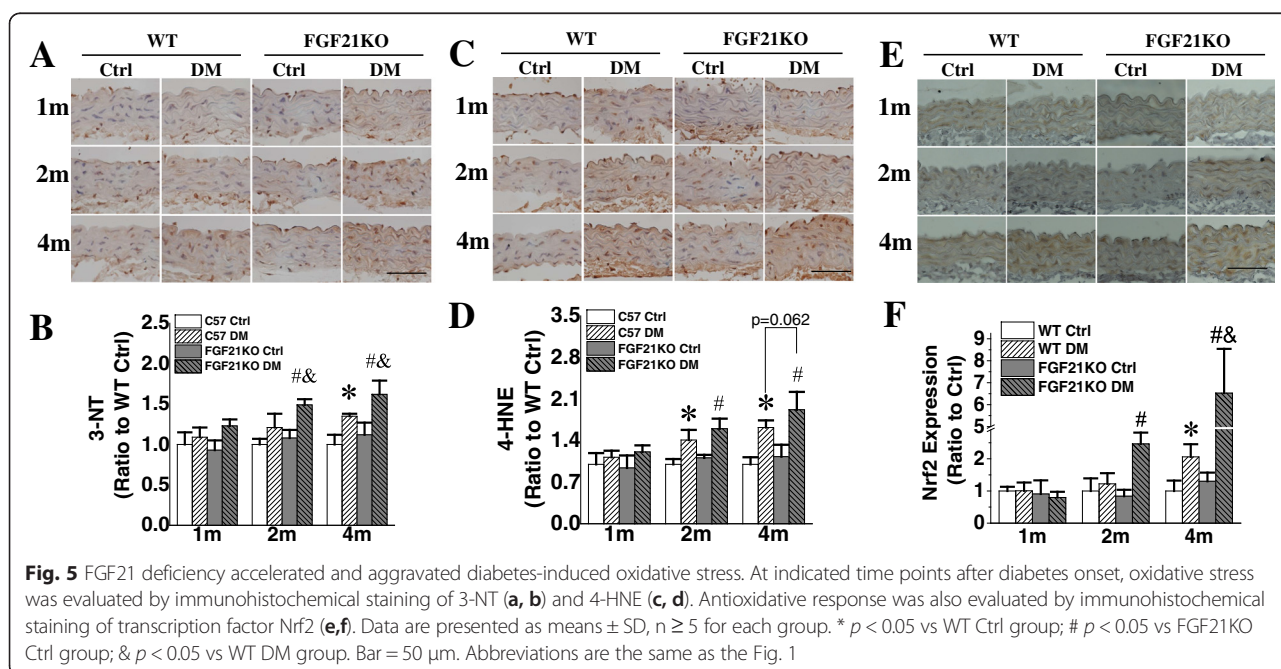 A
WT
FGF21KO
Ctrl
DM
Ctrl
DM
1m
2m
4m
C
WT
FGF21KO
Ctrl
DM
Ctrl
DM
1m
2m
4m
E
WT
FGF21KO
Ctrl
DM
Ctrl
DM
1m
2m
4m
B
3-NT
(Ratio to WT Ctrl)
2.5
2.0
1.5
1.0
0.5
0.0
C57 Ctrl
C57 DM
FGF21KO Ctrl
FGF21KO DM
#&
*
#&
1m
2m
4m
D
4-HNE
(Ratio to WT Ctrl)
3.5
2.8
2.1
1.4
0.7
0.0
C57 Ctrl
C57 DM
FGF21KO Ctrl
FGF21KO DM
p=0.062
*
#
*
#
1m
2m
4m
F
Nrf2 Expression
(Ratio to Ctrl)
9
8
7
6
5
2
1
0
WT Ctrl
WT DM
FGF21KO Ctrl
FGF21KO DM
#
*
#&
1m
2m
4m
Fig. 5 FGF21 deficiency accelerated and aggravated diabetes-induced oxidative stress. At indicated time points after diabetes onset, oxidative stress
was evaluated by immunohistochemical staining of 3-NT (a, b) and 4-HNE (c, d). Antioxidative response was also evaluated by immunohistochemical
staining of transcription factor Nrf2 (e,f). Data are presented as means ± SD, n ≥ 5 for each group. * p < 0.05 vs WT Ctrl group; # p < 0.05 vs FGF21KO
Ctrl group; & p < 0.05 vs WT DM group. Bar = 50 μm. Abbreviations are the same as the Fig. 1